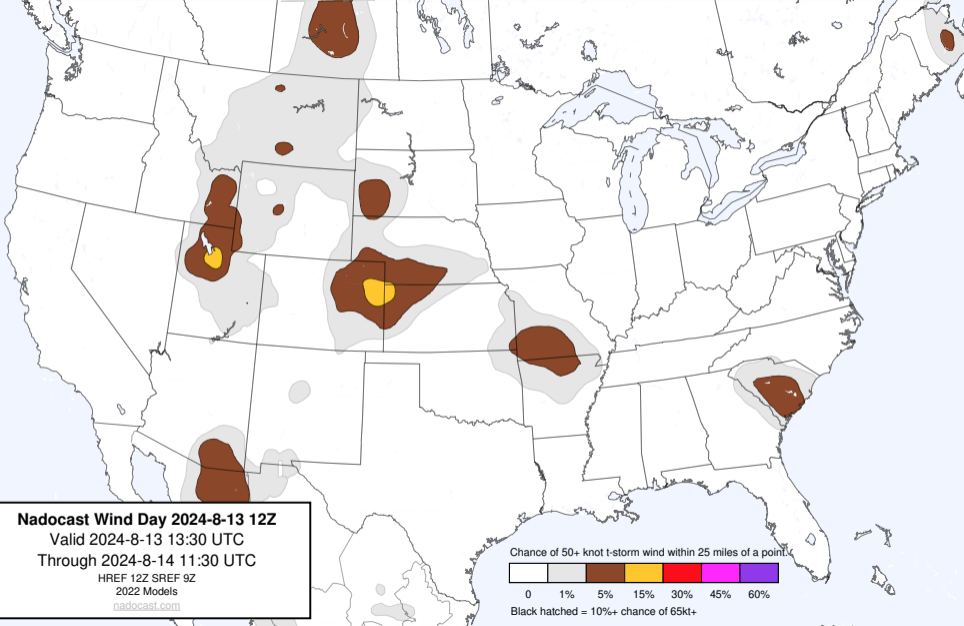 Nadocast Wind Day 2024-8-13 12Z
Valid 2024-8-13 13:30 UTC
Through 2024-8-14 11:30 UTC
HREF 12Z SREF 9Z
2022 Models
nadocast.com
Chance of 50+ knot t-storm wind within 25 miles of a point.
0 1% 5% 15% 30% 45% 60%
Black hatched = 10%+ chance of 65kt+